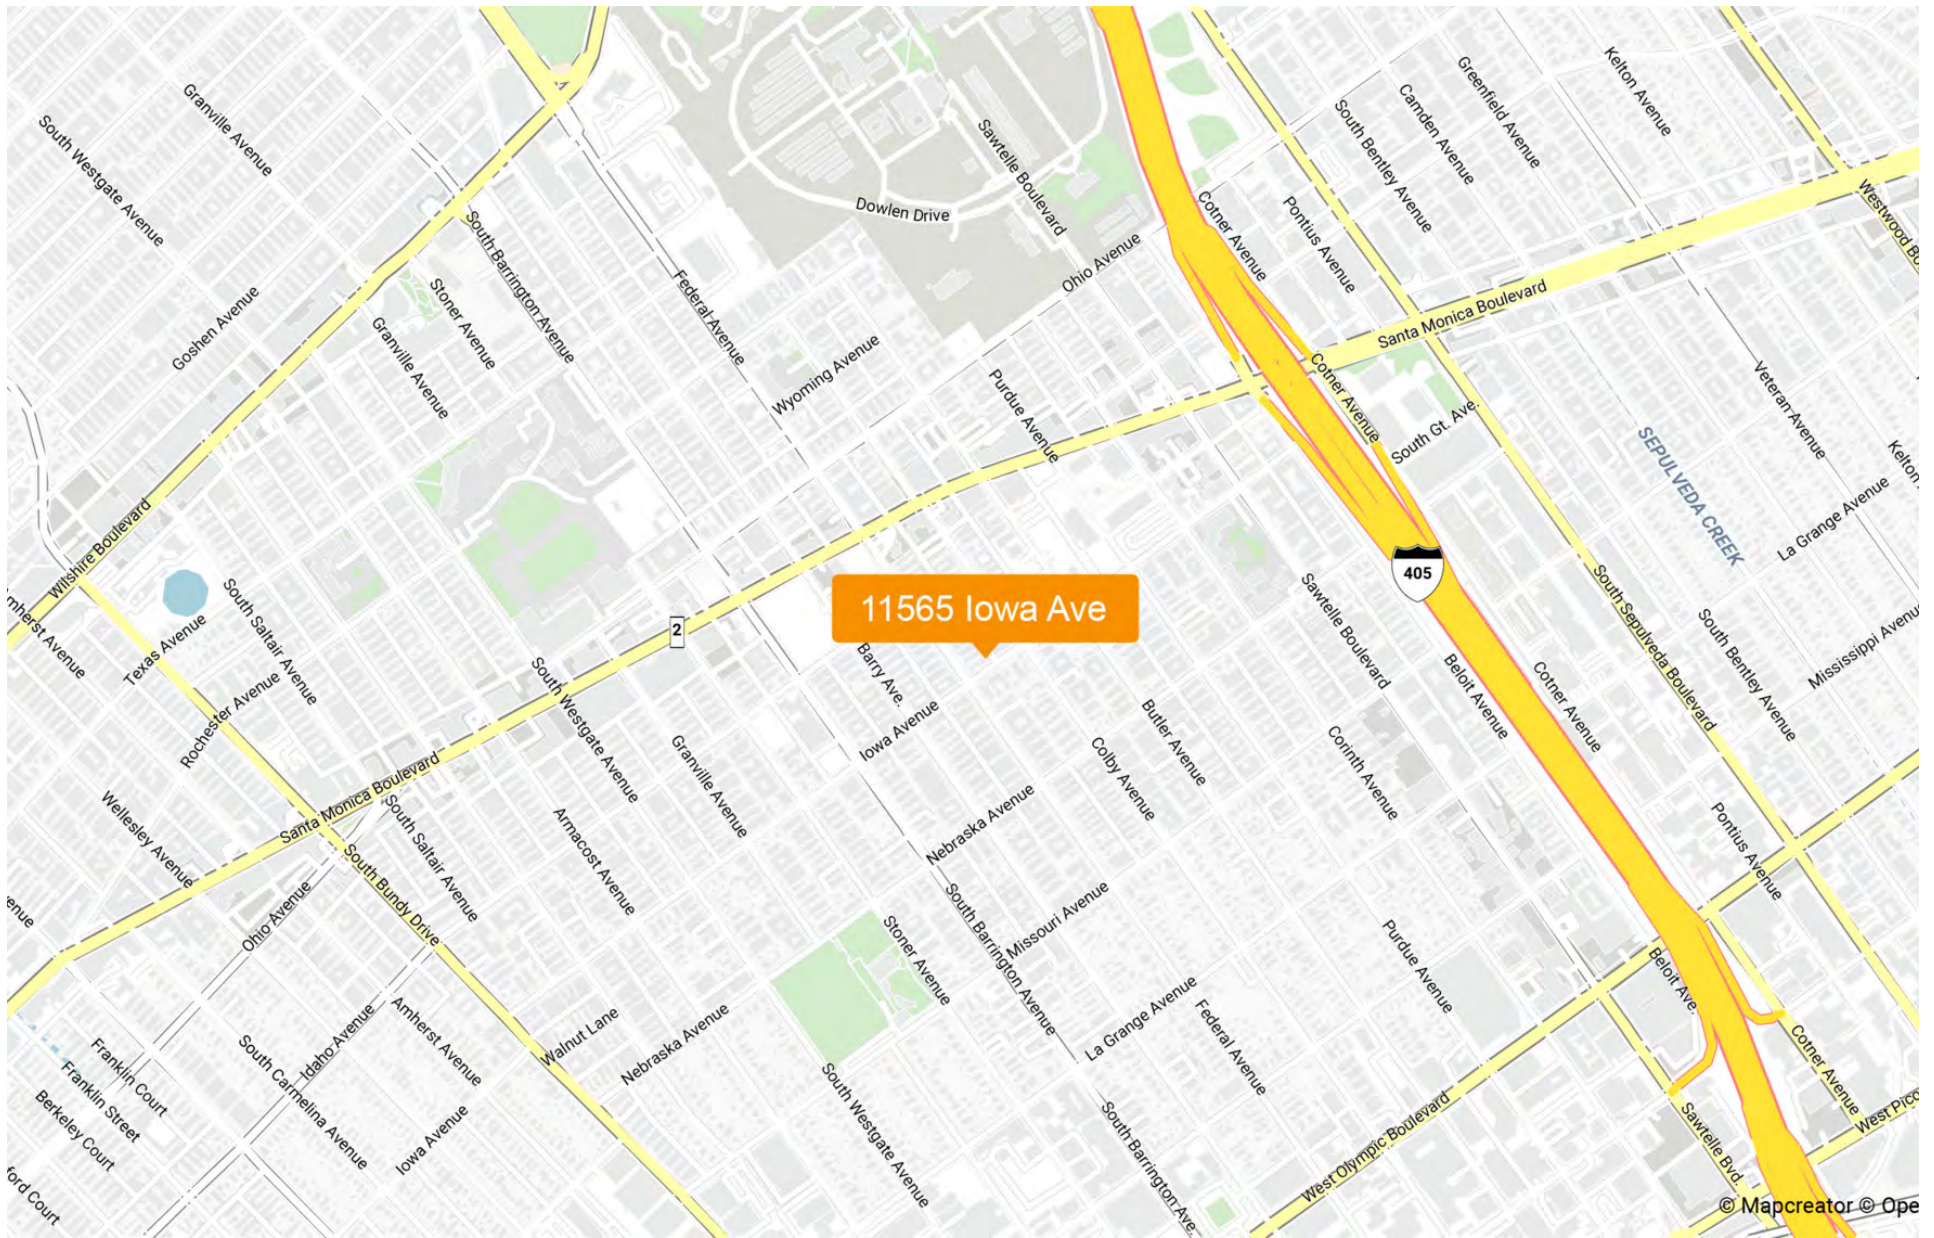 Granville Avenue
South Westgate Avenue
Goshen Avenue
South Barrington Avenue
Stoner Avenue
Granville Avenue
Federal Avenue
Wyoming Avenue
Dowlen Drive
Sawtelle Boulevard
Ohio Avenue
Purdue Avenue
Cotner Avenue
Pontius Avenue
South Bentley Avenue
Camden Avenue
Greenfield Avenue
Kelton Avenue
Santa Monica Boulevard
Cotner Avenue
South Gt. Ave.
Veteran Avenue
SEPULVEDA CREEK
La Grange Avenue
405
Wilshire Boulevard
mherst Avenue
Texas Avenue
Rochester Avenue
South Saltair Avenue
2
11565 Iowa Ave
Barry Ave.
Iowa Avenue
South Westgate Avenue
Granville Avenue
Santa Monica Boulevard
South Saltair Avenue
Armacost Avenue
Wellesley Avenue
South Bundy Drive
Ohio Avenue
enue
Nebraska Avenue
Colby Avenue
Butler Avenue
Sawtelle Boulevard
Corinth Avenue
Beloit Avenue
Cotner Avenue
South Sepulveda Boulevard
South Bentley Avenue
Mississippi Avenue
Pontius Avenue
Missouri Avenue
South Barrington Avenue
Stoner Avenue
La Grange Avenue
Federal Avenue
Purdue Avenue
Beloit Ave.
Cotner Avenue
Walnut Lane
Nebraska Avenue
Amherst Avenue
Idaho Avenue
South Carmelina Avenue
Iowa Avenue
Franklin Court
Franklin Street
Berkeley Court
ford Court
South Westgate Avenue
South Barrington Ave.
West Olympic Boulevard
Sawtelle Bvd.
West Pico
Westwood Bo
Kelton
© Mapcreator © Ope